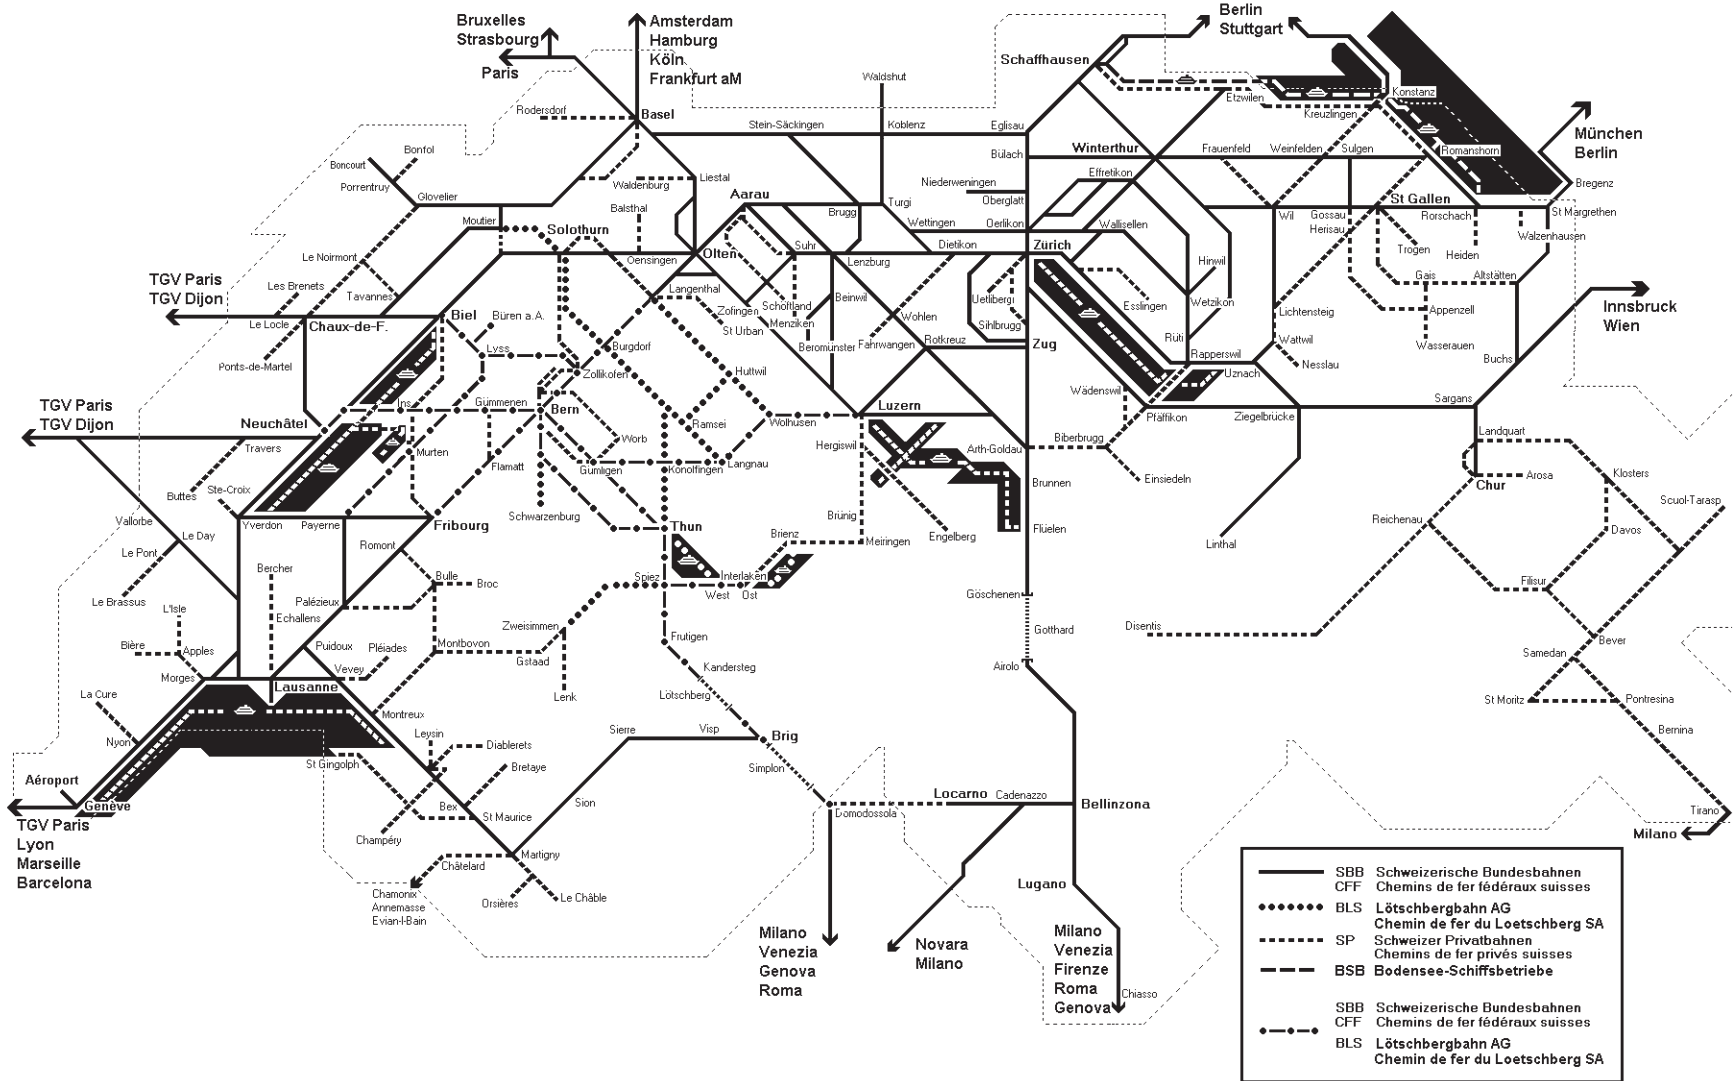 Bruxelles
Strasbourg
Paris
Amsterdam
Hamburg
Köln
Frankfurt aM
Berlin
Stuttgart
Schaffhausen
Waldshut
Rodersdorf
Basel
Stein-Säckingen
Koblenz
Eglisau
Etzwilen
Kreuzlingen
Konstanz
München
Berlin
Boncourt
Bonfol
Porrentruy
Glovelier
Waldenburg
Liestal
Aarau
Bülach
Winterthur
Frauenfeld
Weinfelden
Sulgen
Romanshorn
Bregenz
Niederweningen
Oberglatt
Effretikon
Moutier
Balsthal
Solothurn
Brugg
Turgi
Wettingen
Oerlikon
Wallisellen
Wil
Gossau
Herisau
St Gallen
Rorschach
St Margrethen
Walzenhausen
Trogen
Heiden
Le Noirmont
Oensingen
Olten
Suhr
Lenzburg
Dietikon
Zürich
Hinwil
TGV Paris
TGV Dijon
Les Brenets
Tavannes
Langenthal
Gais
Altstätten
Innsbruck
Wien
Le Locle
Chaux-de-F.
Biel
Büren a.A.
Zofingen
St Urban
Schöftland
Menziken
Beinwil
Beromünster
Wohlen
Fahrwangen
Uetliberg
Sihlbrugg
Esslingen
Wetzikon
Lichtensteig
Appenzell
Wasserauen
Lyss
Burgdorf
Rotkreuz
Zug
Rüti
Rapperswil
Wattwil
Nesslau
Buchs
Ponts-de-Martel
Zollikofen
Huttwil
Wädenswil
Uznach
TGV Paris
TGV Dijon
Neuchâtel
Ins
Gümmenen
Bern
Luzern
Pfäffikon
Ziegelbrücke
Sargans
Travers
Murten
Worb
Ramsei
Wolhusen
Hergiswil
Arth-Goldau
Biberbrugg
Landquart
Buttes
Ste-Croix
Flamatt
Gümligen
Konolfingen
Langnau
Brunnen
Einsiedeln
Chur
Arosa
Klosters
Scuol-Tarasp
Vallorbe
Yverdon
Payerne
Fribourg
Schwarzenburg
Thun
Brünig
Flüelen
Reichenau
Le Day
Le Pont
Romont
Brienz
Meiringen
Engelberg
Linthal
Davos
Le Brassus
Bercher
Bulle
Broc
Spiez
Interlaken
West
Ost
Göschenen
Filisur
L'Isle
Echallens
Palézieux
Zweisimmen
Gotthard
Disentis
Bière
Apples
Puidoux
Pléiades
Montbovon
Gstaad
Frutigen
Bever
Morges
Vevey
Lausanne
Kandersteg
Airolo
Samedan
La Cure
Lenk
Lötschberg
St Moritz
Pontresina
Nyon
Montreux
Leysin
Diablerets
Sierre
Visp
Brig
Bernina
Aéroport
St Gingolph
Bretaye
Simplon
Genève
Bex
St Maurice
Sion
Domodossola
Locarno
Cadenazzo
Bellinzona
Tirano
Milano
TGV Paris
Lyon
Marseille
Barcelona
Champéry
Châtelard
Martigny
Chamonix
Annemasse
Evian-l-Bain
Orsières
Le Châble
Lugano
Milano
Venezia
Genova
Roma
Novara
Milano
Milano
Venezia
Firenze
Roma
Genova
Chiasso
SBB Schweizerische Bundesbahnen
CFF Chemins de fer fédéraux suisses
BLS Lötschbergbahn AG
Chemin de fer du Loetschberg SA
SP Schweizer Privatbahnen
Chemins de fer privés suisses
BSB Bodensee-Schiffsbetriebe
SBB Schweizerische Bundesbahnen
CFF Chemins de fer fédéraux suisses
BLS Lötschbergbahn AG
Chemin de fer du Loetschberg SA